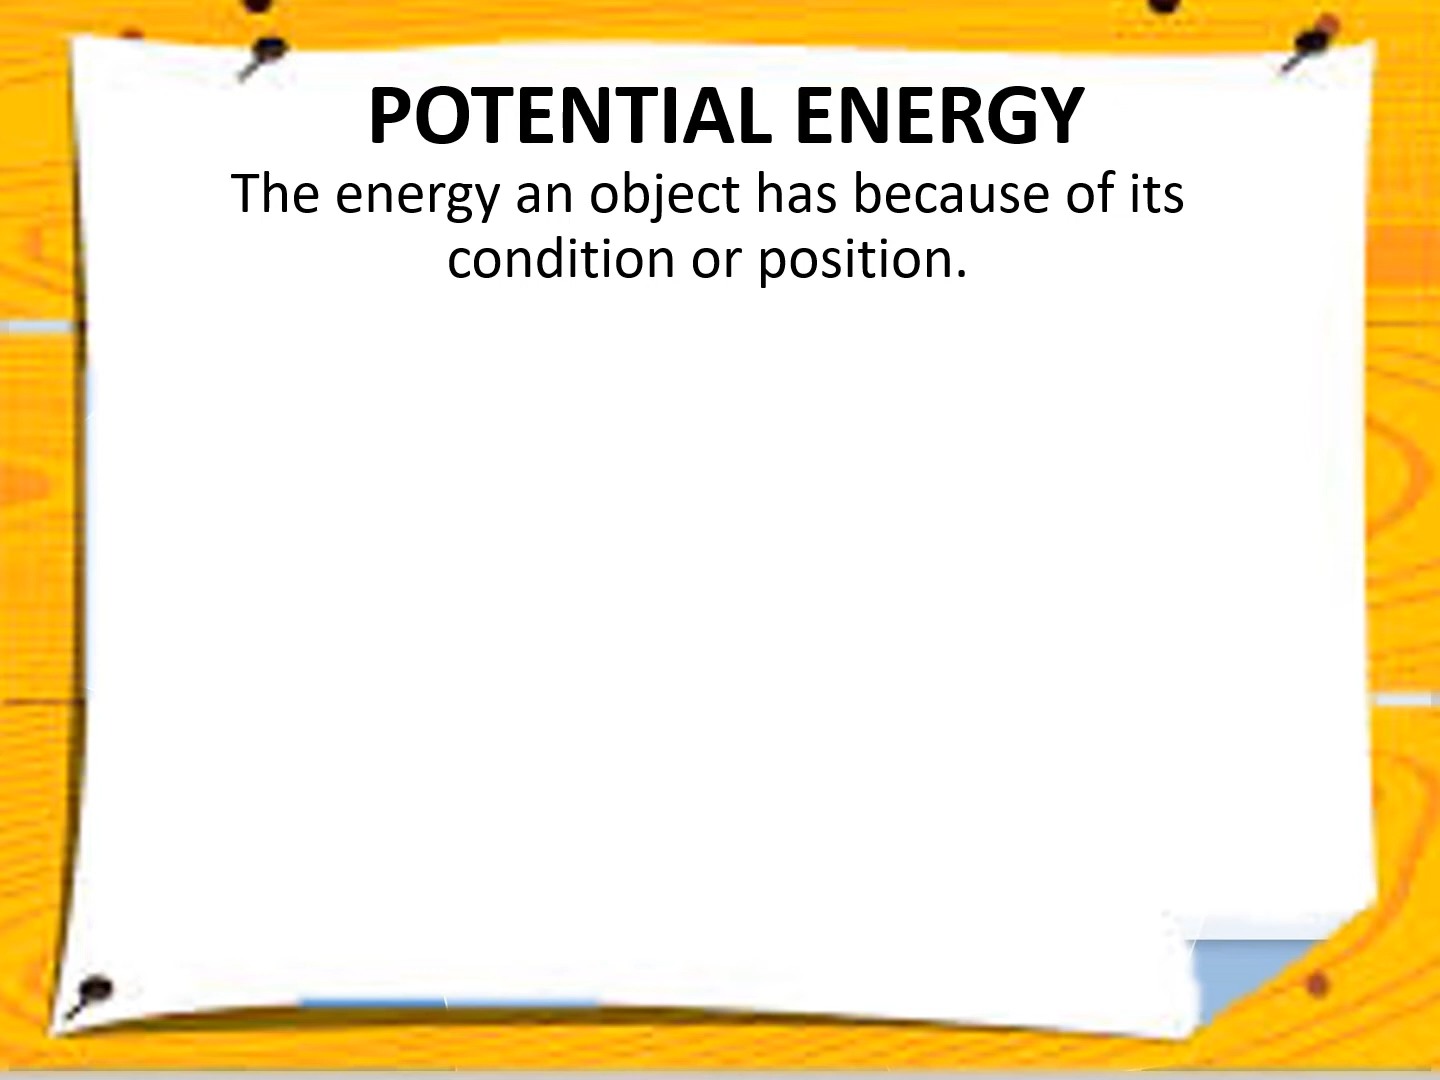 POTENTIAL ENERGY
The energy an object has because of its
condition or position.